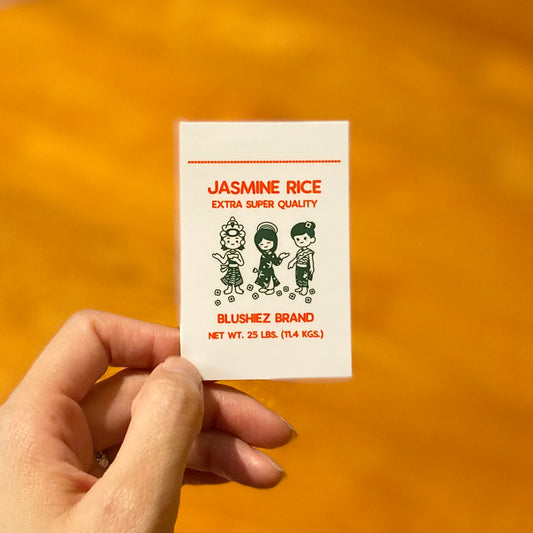 JASMINE RICE
EXTRA SUPER QUALITY
BLUSHIEZ BRAND
NET WT. 25 LBS. (11.4 KGS.)